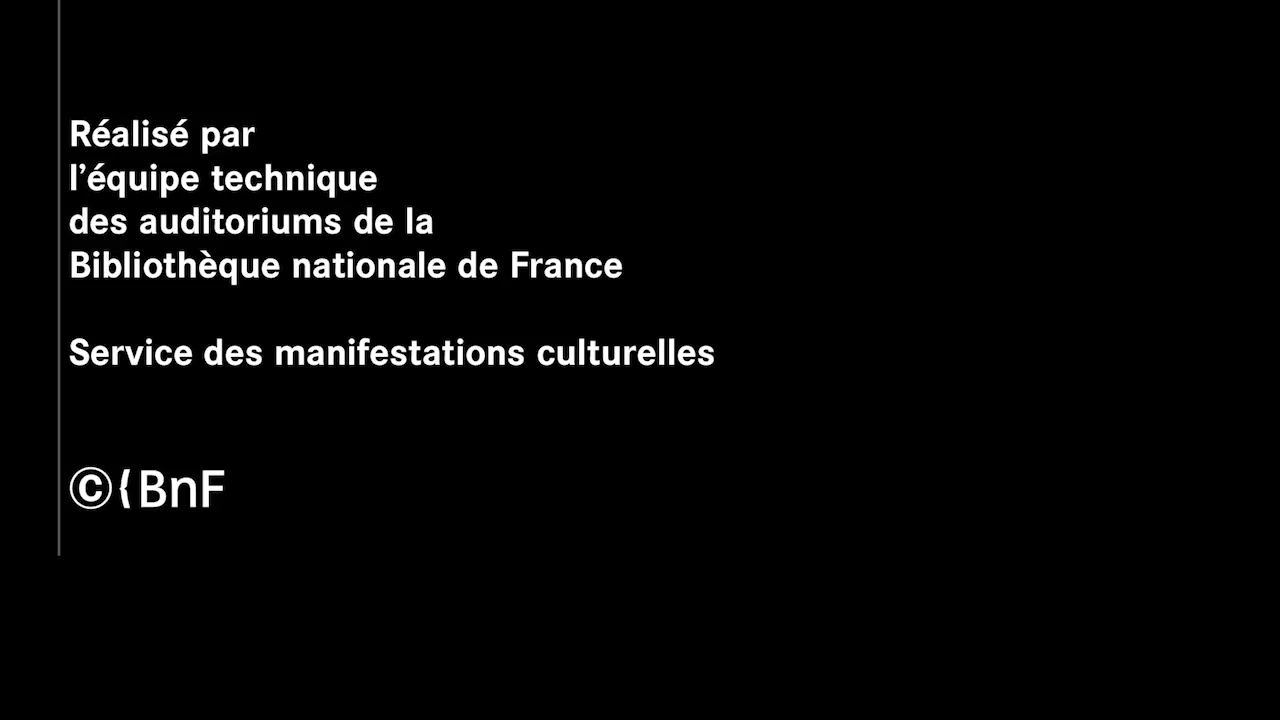 Réalisé par
l’équipe technique
des auditoriums de la
Bibliothèque nationale de France
Service des manifestations culturelles
©{BnF